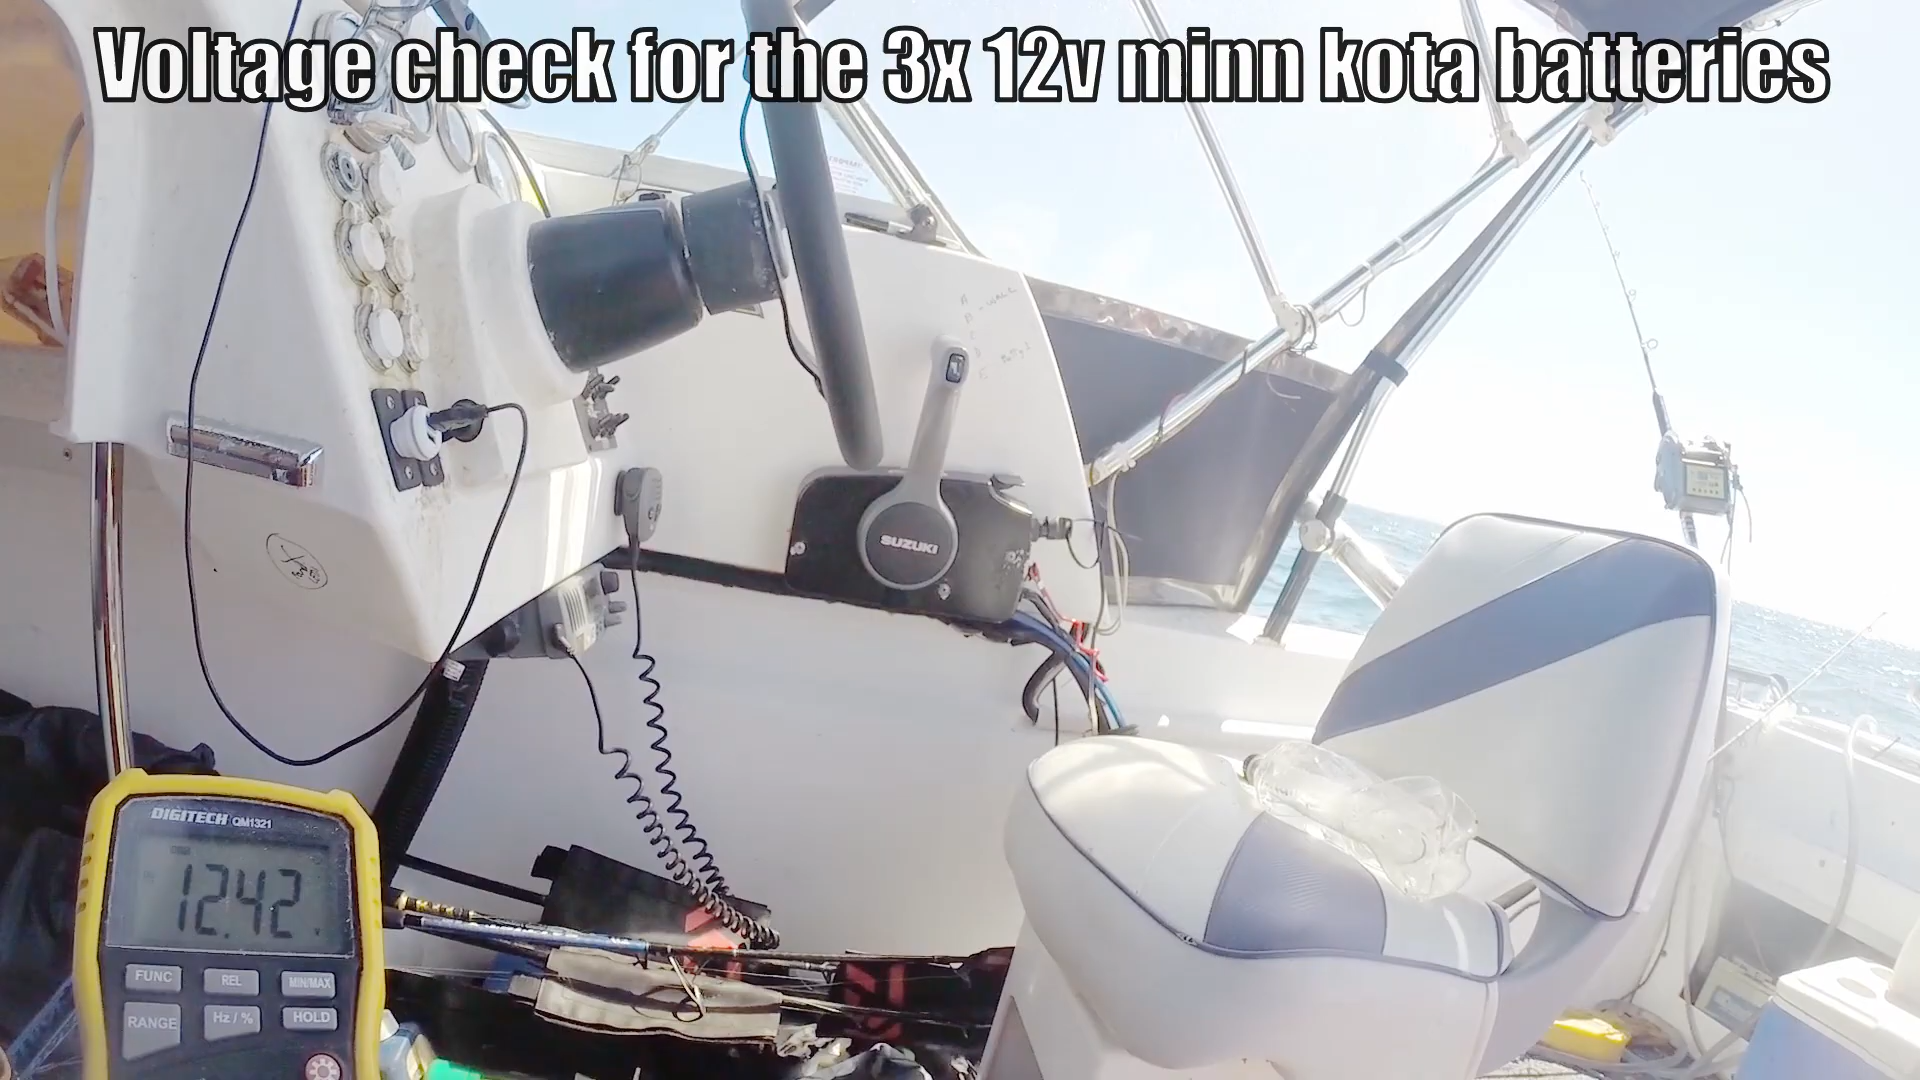 Voltage check for the 3x 12v minn kota batteries
SUZUKI
DIGITECH QM1321
12.42
FUNC
REL
MIN/MAX
RANGE
Hz / %
HOLD